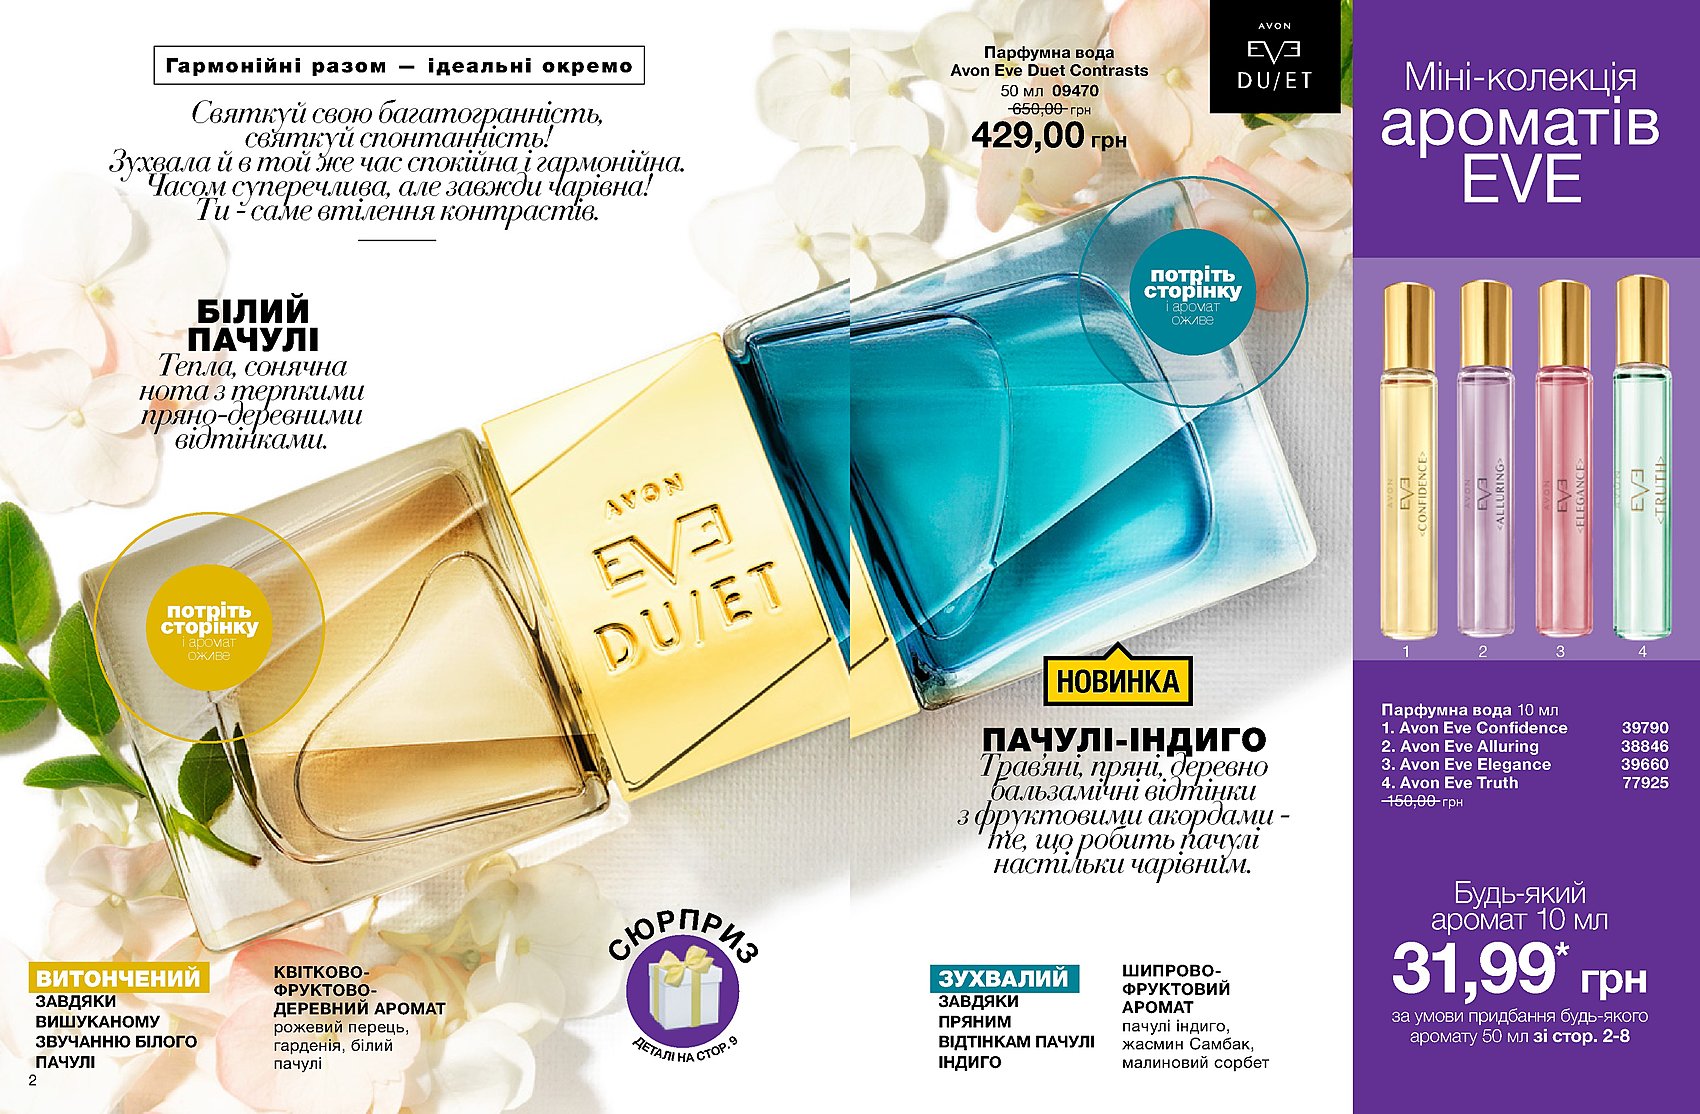 Гармонійні разом — ідеальні окремо
Святкуй свою багатогранність,
святкуй спонтанність!
Зухвала й в той же час спокійна і гармонійна.
Часом суперечлива, але завжди чарівна!
Ти - саме втілення контрастів.
БІЛИЙ
ПАЧУЛІ
Тепла, сонячна
нота з терпкими
пряно-деревними
відтінками.
потріть
сторінку
і аромат
оживе
AVON
EVE
DU/ET
ВИТОНЧЕНИЙ
ЗАВДЯКИ
ВИШУКАНОМУ
ЗВУЧАННЮ БІЛОГО
ПАЧУЛІ
КВІТКОВО-
ФРУКТОВО-
ДЕРЕВНИЙ АРОМАТ
рожевий перець,
гарденія, білий
пачулі
СЮРПРИЗ
ДЕТАЛІ НА СТОР. 9
2
Парфумна вода
Avon Eve Duet Contrasts
50 мл 09470
650,00 грн
429,00 грн
AVON
EVE
DU/ET
потріть
сторінку
і аромат
оживе
НОВИНКА
ПАЧУЛІ-ІНДИГО
Трав'яні, пряні, деревно
бальзамічні відтінки
з фруктовими акордами -
те, що робить пачулі
настільки чарівним.
ЗУХВАЛИЙ
ЗАВДЯКИ
ПРЯНИМ
ВІДТІНКАМ ПАЧУЛІ
ІНДИГО
ШИПРОВО-
ФРУКТОВИЙ
АРОМАТ
пачулі індиго,
жасмин Самбак,
малиновий сорбет
Міні-колекція
ароматів
EVE
AVON
EVE
<CONFIDENCE>
AVON
EVE
<ALLURING>
AVON
EVE
<ELEGANCE>
AVON
EVE
<TRUTH>
1 2 3 4
Парфумна вода 10 мл
1. Avon Eve Confidence 39790
2. Avon Eve Alluring 38846
3. Avon Eve Elegance 39660
4. Avon Eve Truth 77925
150,00 грн
Будь-який
аромат 10 мл
31,99* грн
за умови придбання будь-якого
аромату 50 мл зі стор. 2-8